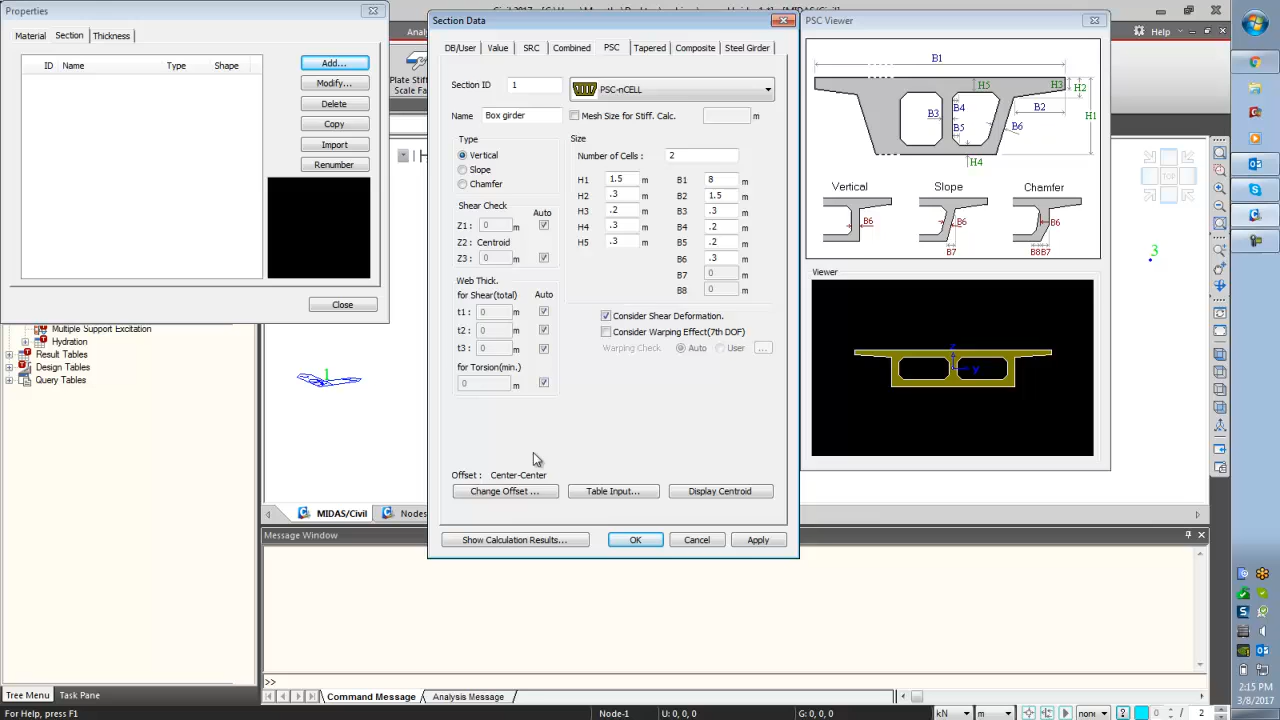 Properties
Material Section Thickness
ID Name Type Shape
Add...
Modify...
Delete
Copy
Import
Renumber
Close
Multiple Support Excitation
Hydration
Result Tables
Design Tables
Query Tables
Tree Menu Task Pane
For Help, press F1
Section Data
DB/User Value SRC Combined PSC Tapered Composite Steel Girder
Section ID 1 PSC-nCELL
Name Box girder Mesh Size for Stiff. Calc. m
Type
Vertical
Slope
Chamfer
Shear Check
Auto
Z1: 0 m
Z2: Centroid
Z3: 0 m
Web Thick.
for Shear(total) Auto
t1: 0 m
t2: 0 m
t3: 0 m
for Torsion(min.)
0 m
Size
Number of Cells : 2
H1 1.5 m B1 8 m
H2 .3 m B2 1.5 m
H3 .2 m B3 .3 m
H4 .3 m B4 .2 m
H5 .3 m B5 .2 m
B6 .3 m
B7 0 m
B8 0 m
Consider Shear Deformation.
Consider Warping Effect(7th DOF)
Warping Check Auto User ...
Offset : Center-Center
Change Offset ... Table Input... Display Centroid
Show Calculation Results... OK Cancel Apply
PSC Viewer
B1
H5 H3 H2
B3 B4 B2 H1
B5 B6
H4
Vertical Slope Chamfer
B6 B6 B6
B7 B8B7
Viewer
z
y
Help
Plate Stiff
Scale Fa
TOP
1
3
MIDAS/Civil Nodes
Message Window
>>
Command Message Analysis Message
Node-1 U: 0, 0, 0 G: 0, 0, 0 kN m none 0 / 2
2:15 PM
3/8/2017